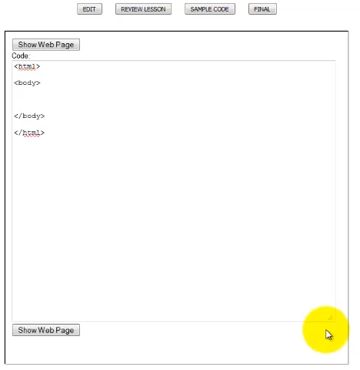 EDIT REVIEW LESSON SAMPLE CODE FINAL
Show Web Page
Code:
<html>
<body>
</body>
</html>
Show Web Page